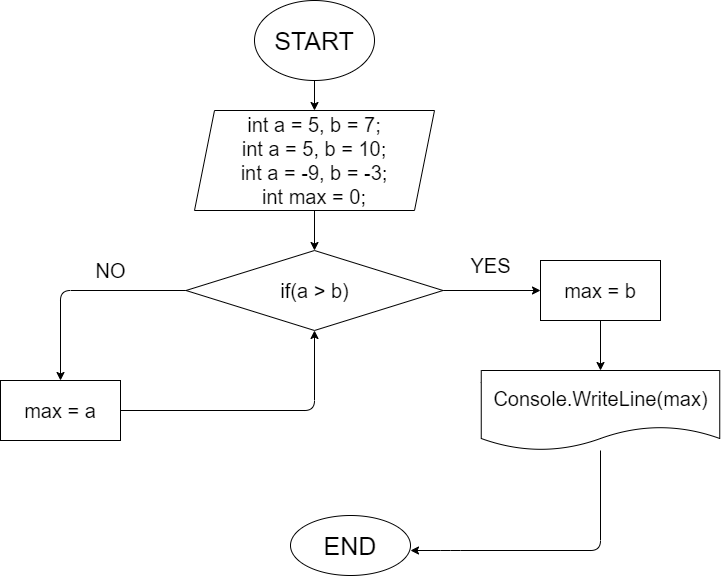 START
int a = 5, b = 7;
int a = 5, b = 10;
int a = -9, b = -3;
int max = 0;
NO
if(a > b)
YES
max = b
max = a
Console.WriteLine(max)
END